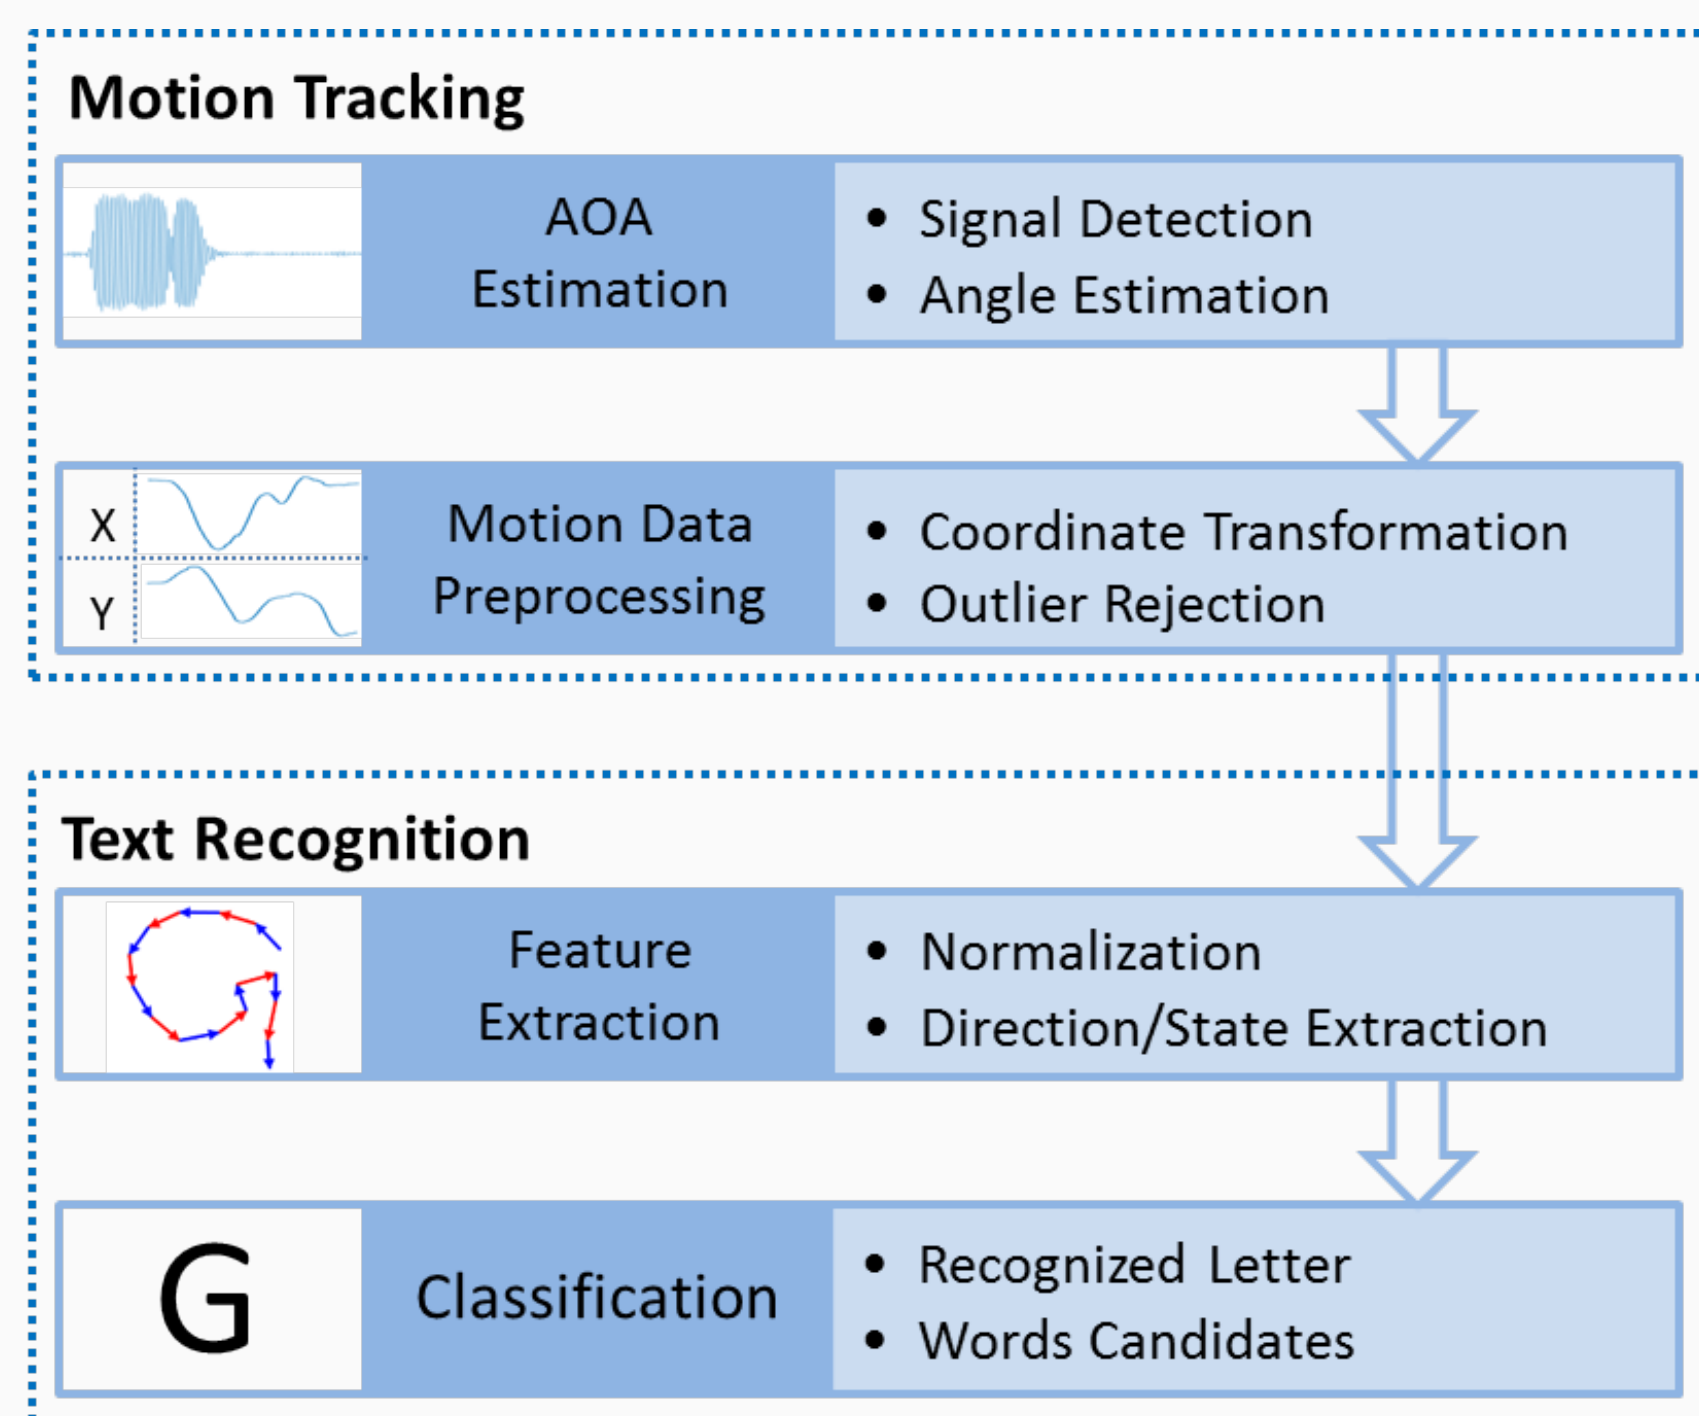 Motion Tracking
AOA
Estimation
• Signal Detection
• Angle Estimation
X
Y
Motion Data
Preprocessing
• Coordinate Transformation
• Outlier Rejection
Text Recognition
Feature
Extraction
• Normalization
• Direction/State Extraction
G
Classification
• Recognized Letter
• Words Candidates